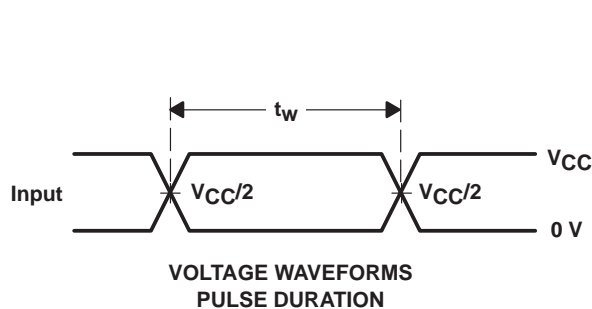 tw
VCC
Input VCC/2 VCC/2
0 V
VOLTAGE WAVEFORMS
PULSE DURATION